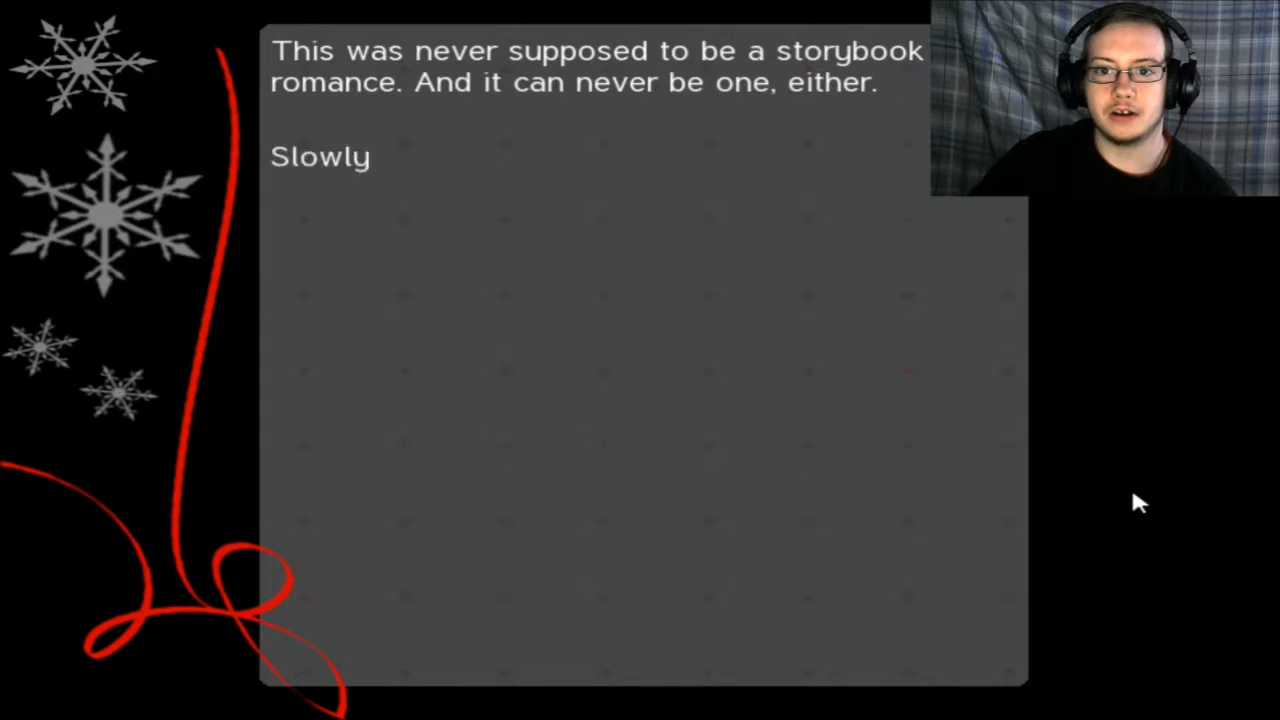 This was never supposed to be a storybook
romance. And it can never be one, either.
Slowly